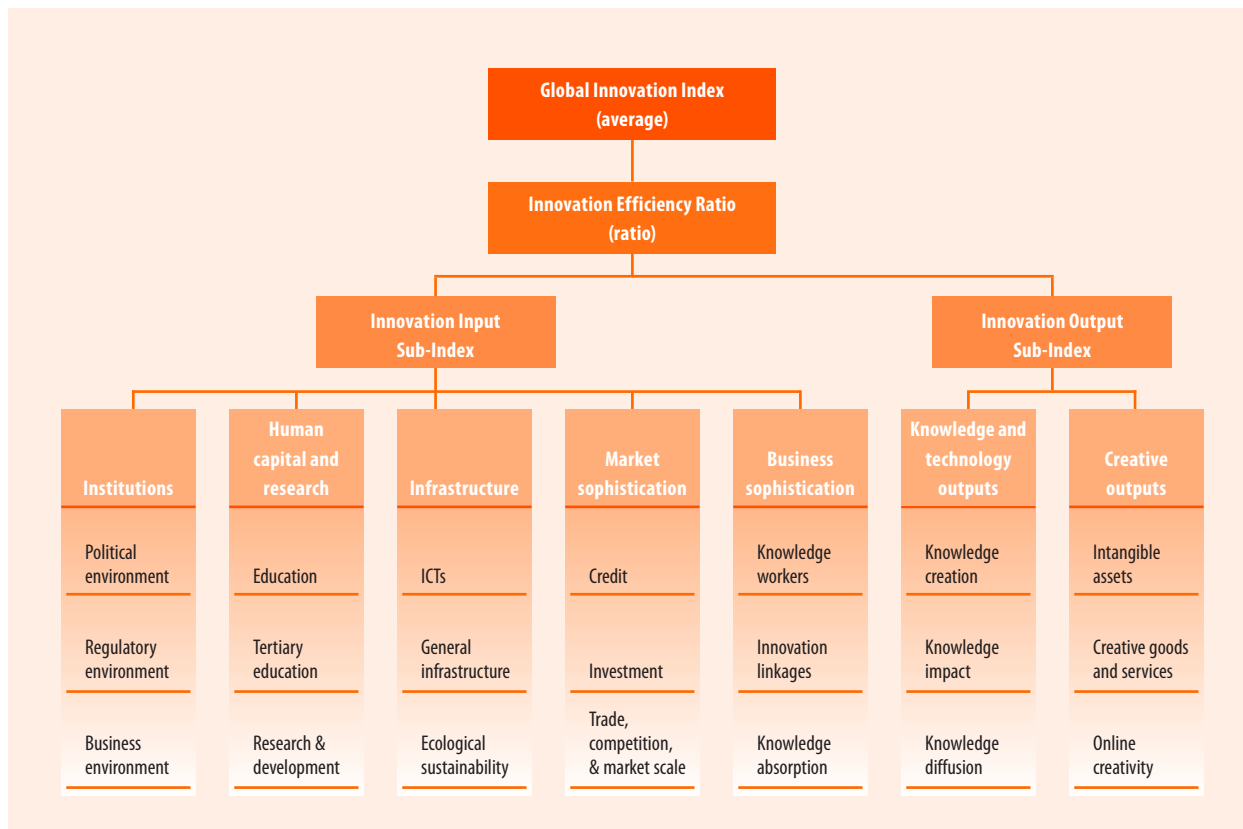 Global Innovation Index
(average)
Innovation Efficiency Ratio
(ratio)
Innovation Input
Sub-Index
Innovation Output
Sub-Index
Institutions
Human
capital and
research
Infrastructure
Market
sophistication
Business
sophistication
Knowledge and
technology
outputs
Creative
outputs
Political
environment
Education
ICTs
Credit
Knowledge
workers
Knowledge
creation
Intangible
assets
Regulatory
environment
Tertiary
education
General
infrastructure
Investment
Innovation
linkages
Knowledge
impact
Creative goods
and services
Business
environment
Research &
development
Ecological
sustainability
Trade,
competition,
& market scale
Knowledge
absorption
Knowledge
diffusion
Online
creativity